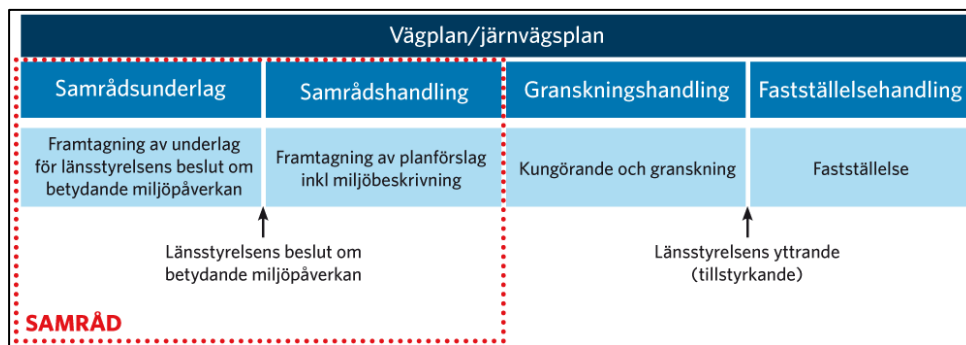 Vägplan/järnvägsplan
Samrådsunderlag
Samrådshandling
Granskningshandling
Fastställelsehandling
Framtagning av underlag
för länsstyrelsens beslut om
betydande miljöpåverkan
Framtagning av planförslag
inkl miljöbeskrivning
Kungörande och granskning
Fastställelse
Länsstyrelsens beslut om
betydande miljöpåverkan
Länsstyrelsens yttrande
(tillstyrkande)
SAMRÅD